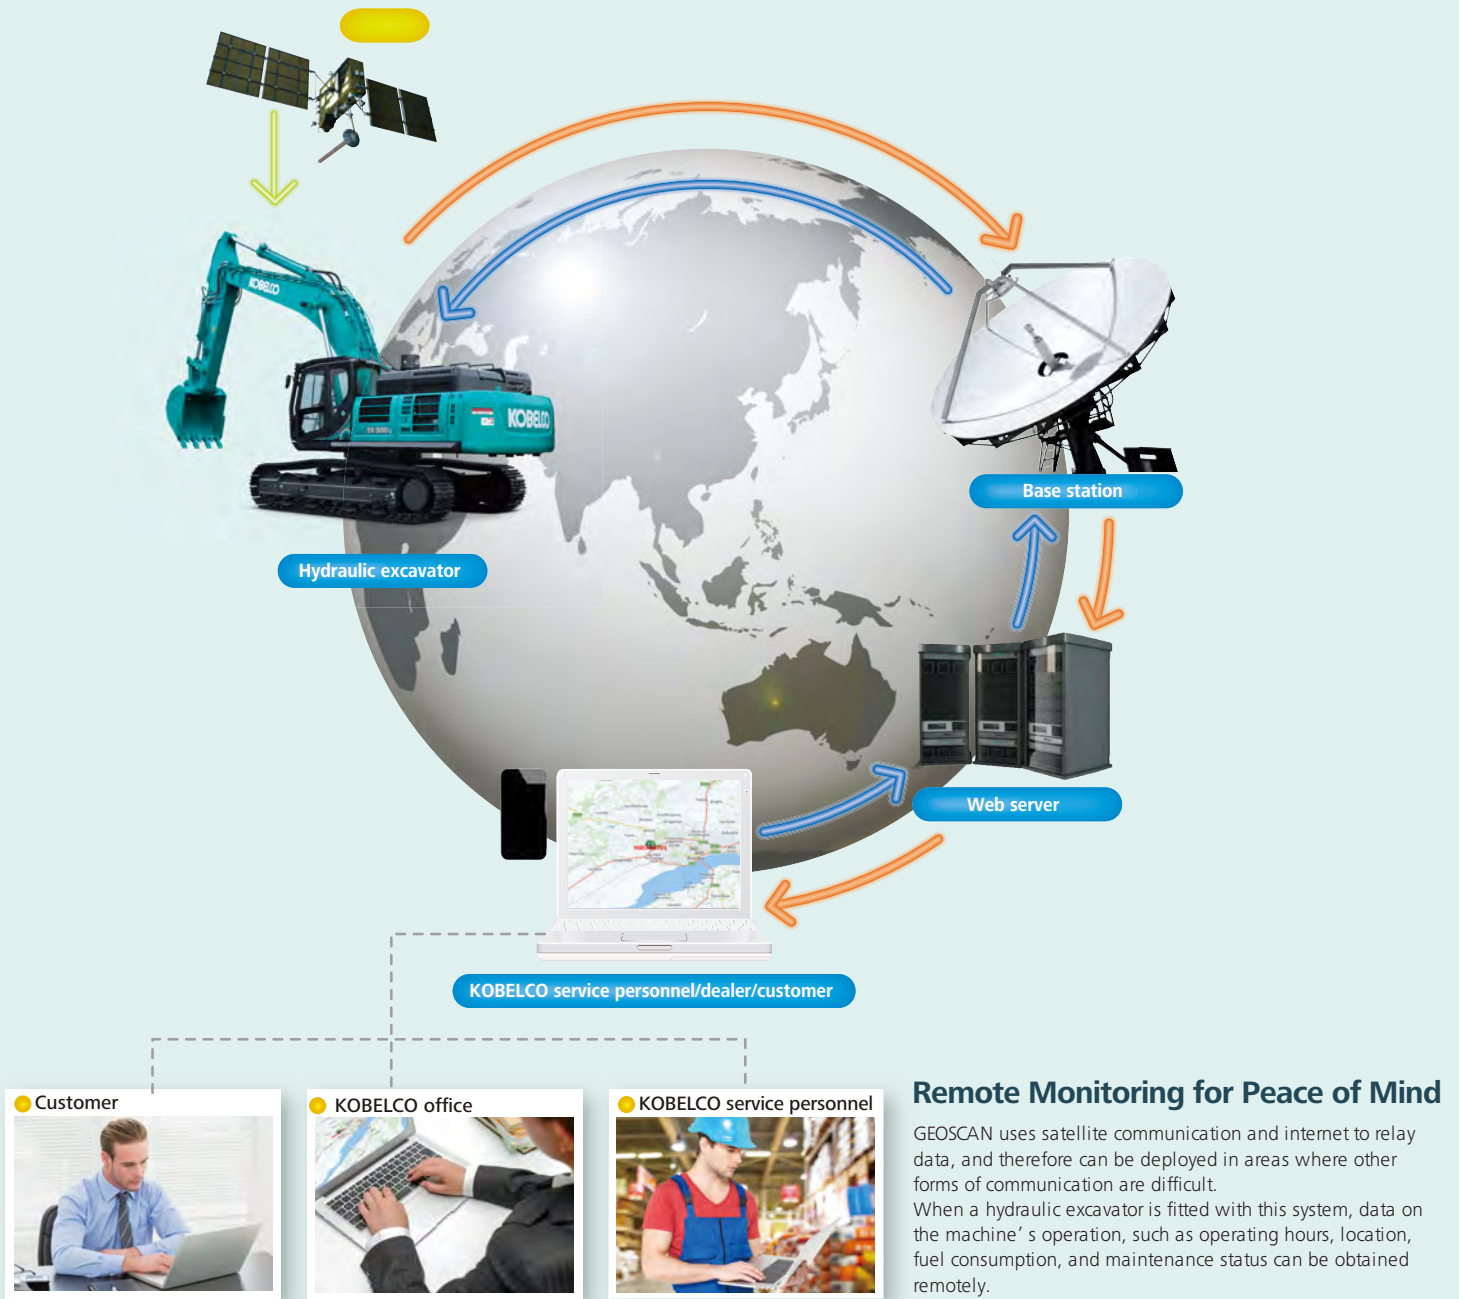 KOBELCO
KOBELCO
Base station
Hydraulic excavator
Web server
KOBELCO service personnel/dealer/customer
Customer
KOBELCO office
KOBELCO service personnel
Remote Monitoring for Peace of Mind
GEOSCAN uses satellite communication and internet to relay
data, and therefore can be deployed in areas where other
forms of communication are difficult.
When a hydraulic excavator is fitted with this system, data on
the machine’ s operation, such as operating hours, location,
fuel consumption, and maintenance status can be obtained
remotely.